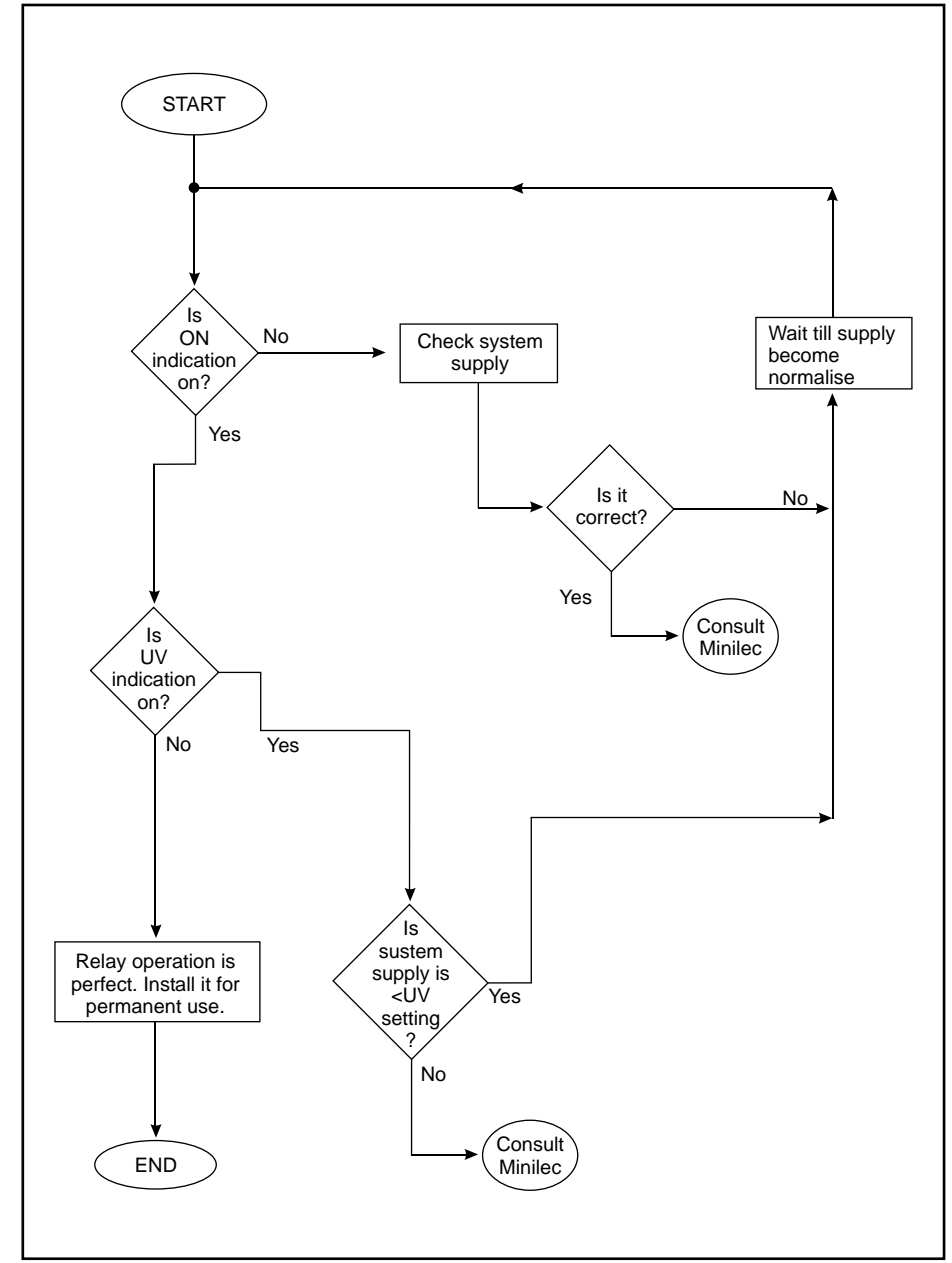 START
Is
ON
indication
on?
No
Check system
supply
Wait till supply
become
normalise
Yes
Is it
correct?
No
Yes
Consult
Minilec
Is
UV
indication
on?
No
Yes
Is
sustem
supply is
<UV
setting
?
Yes
No
Relay operation is
perfect. Install it for
permanent use.
END
Consult
Minilec